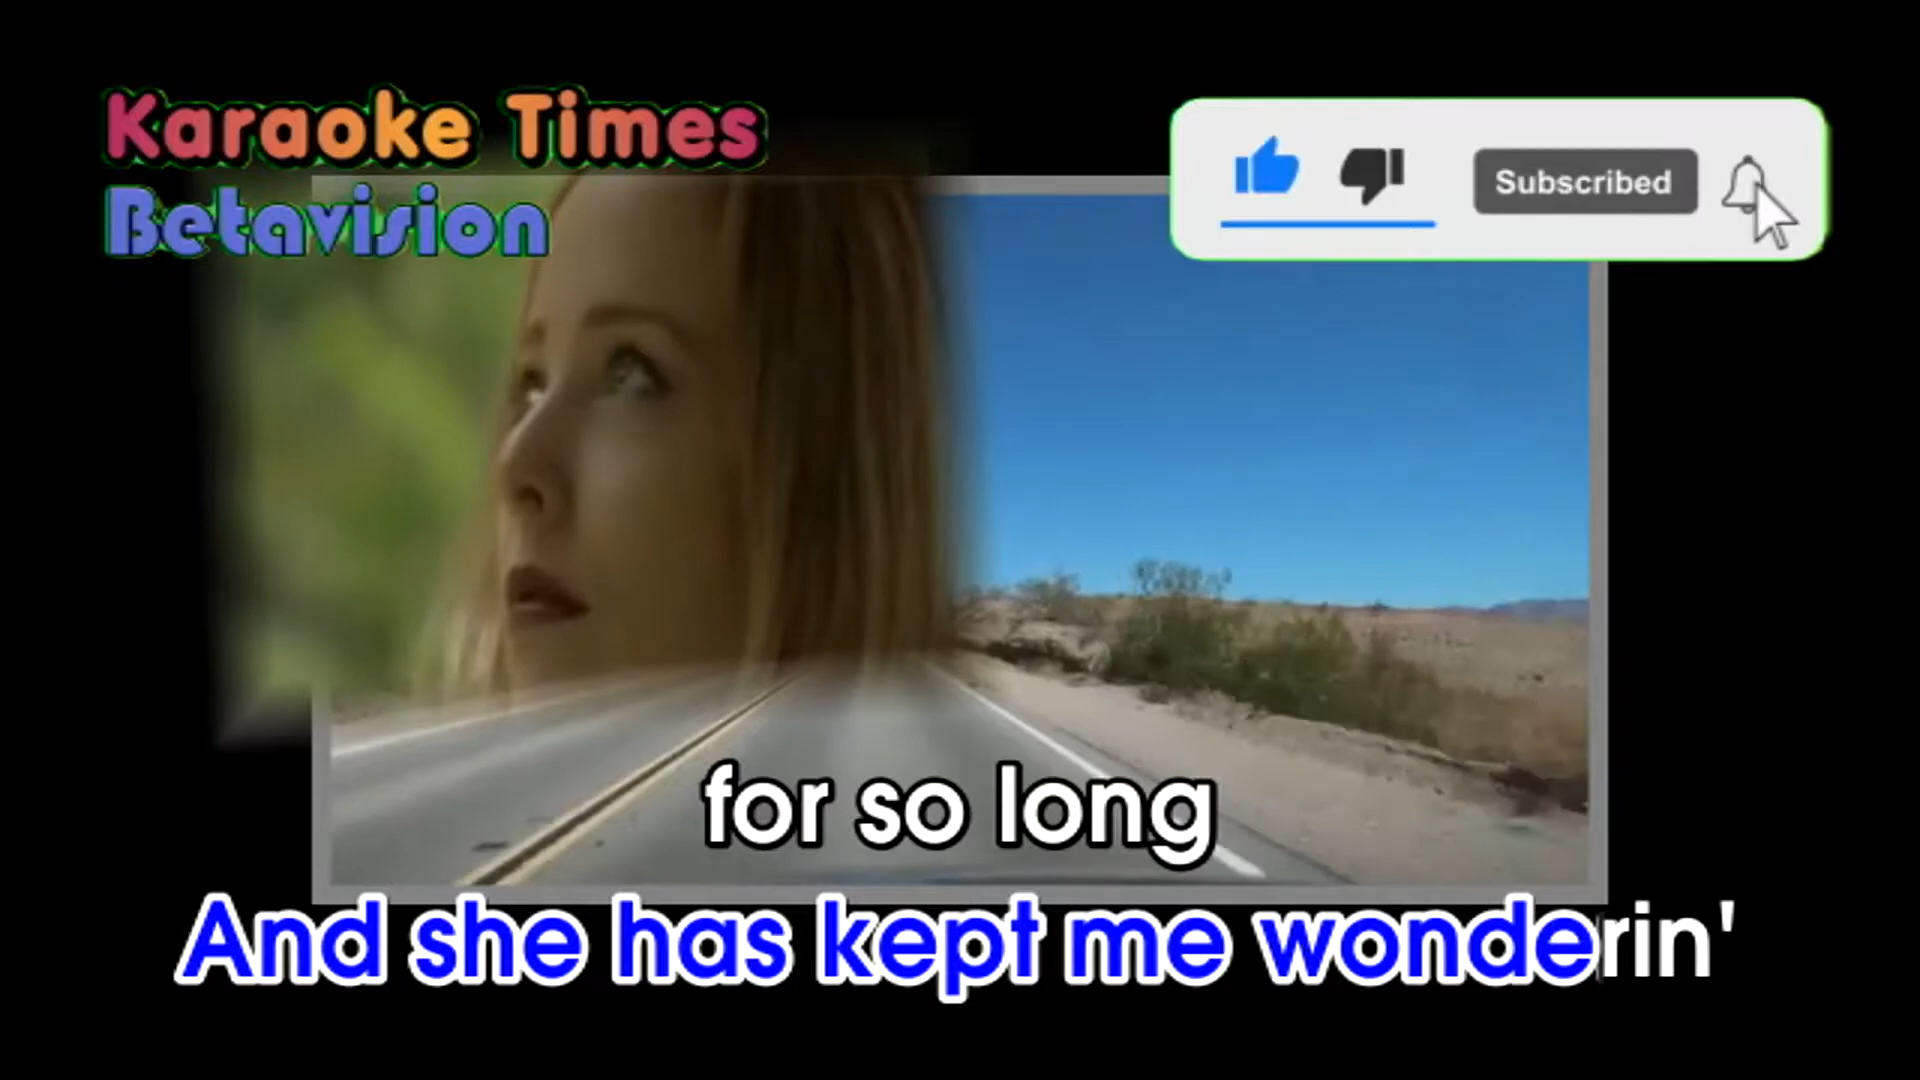 Karaoke Times
Betavision
Subscribed
for so long
And she has kept me wonderin'